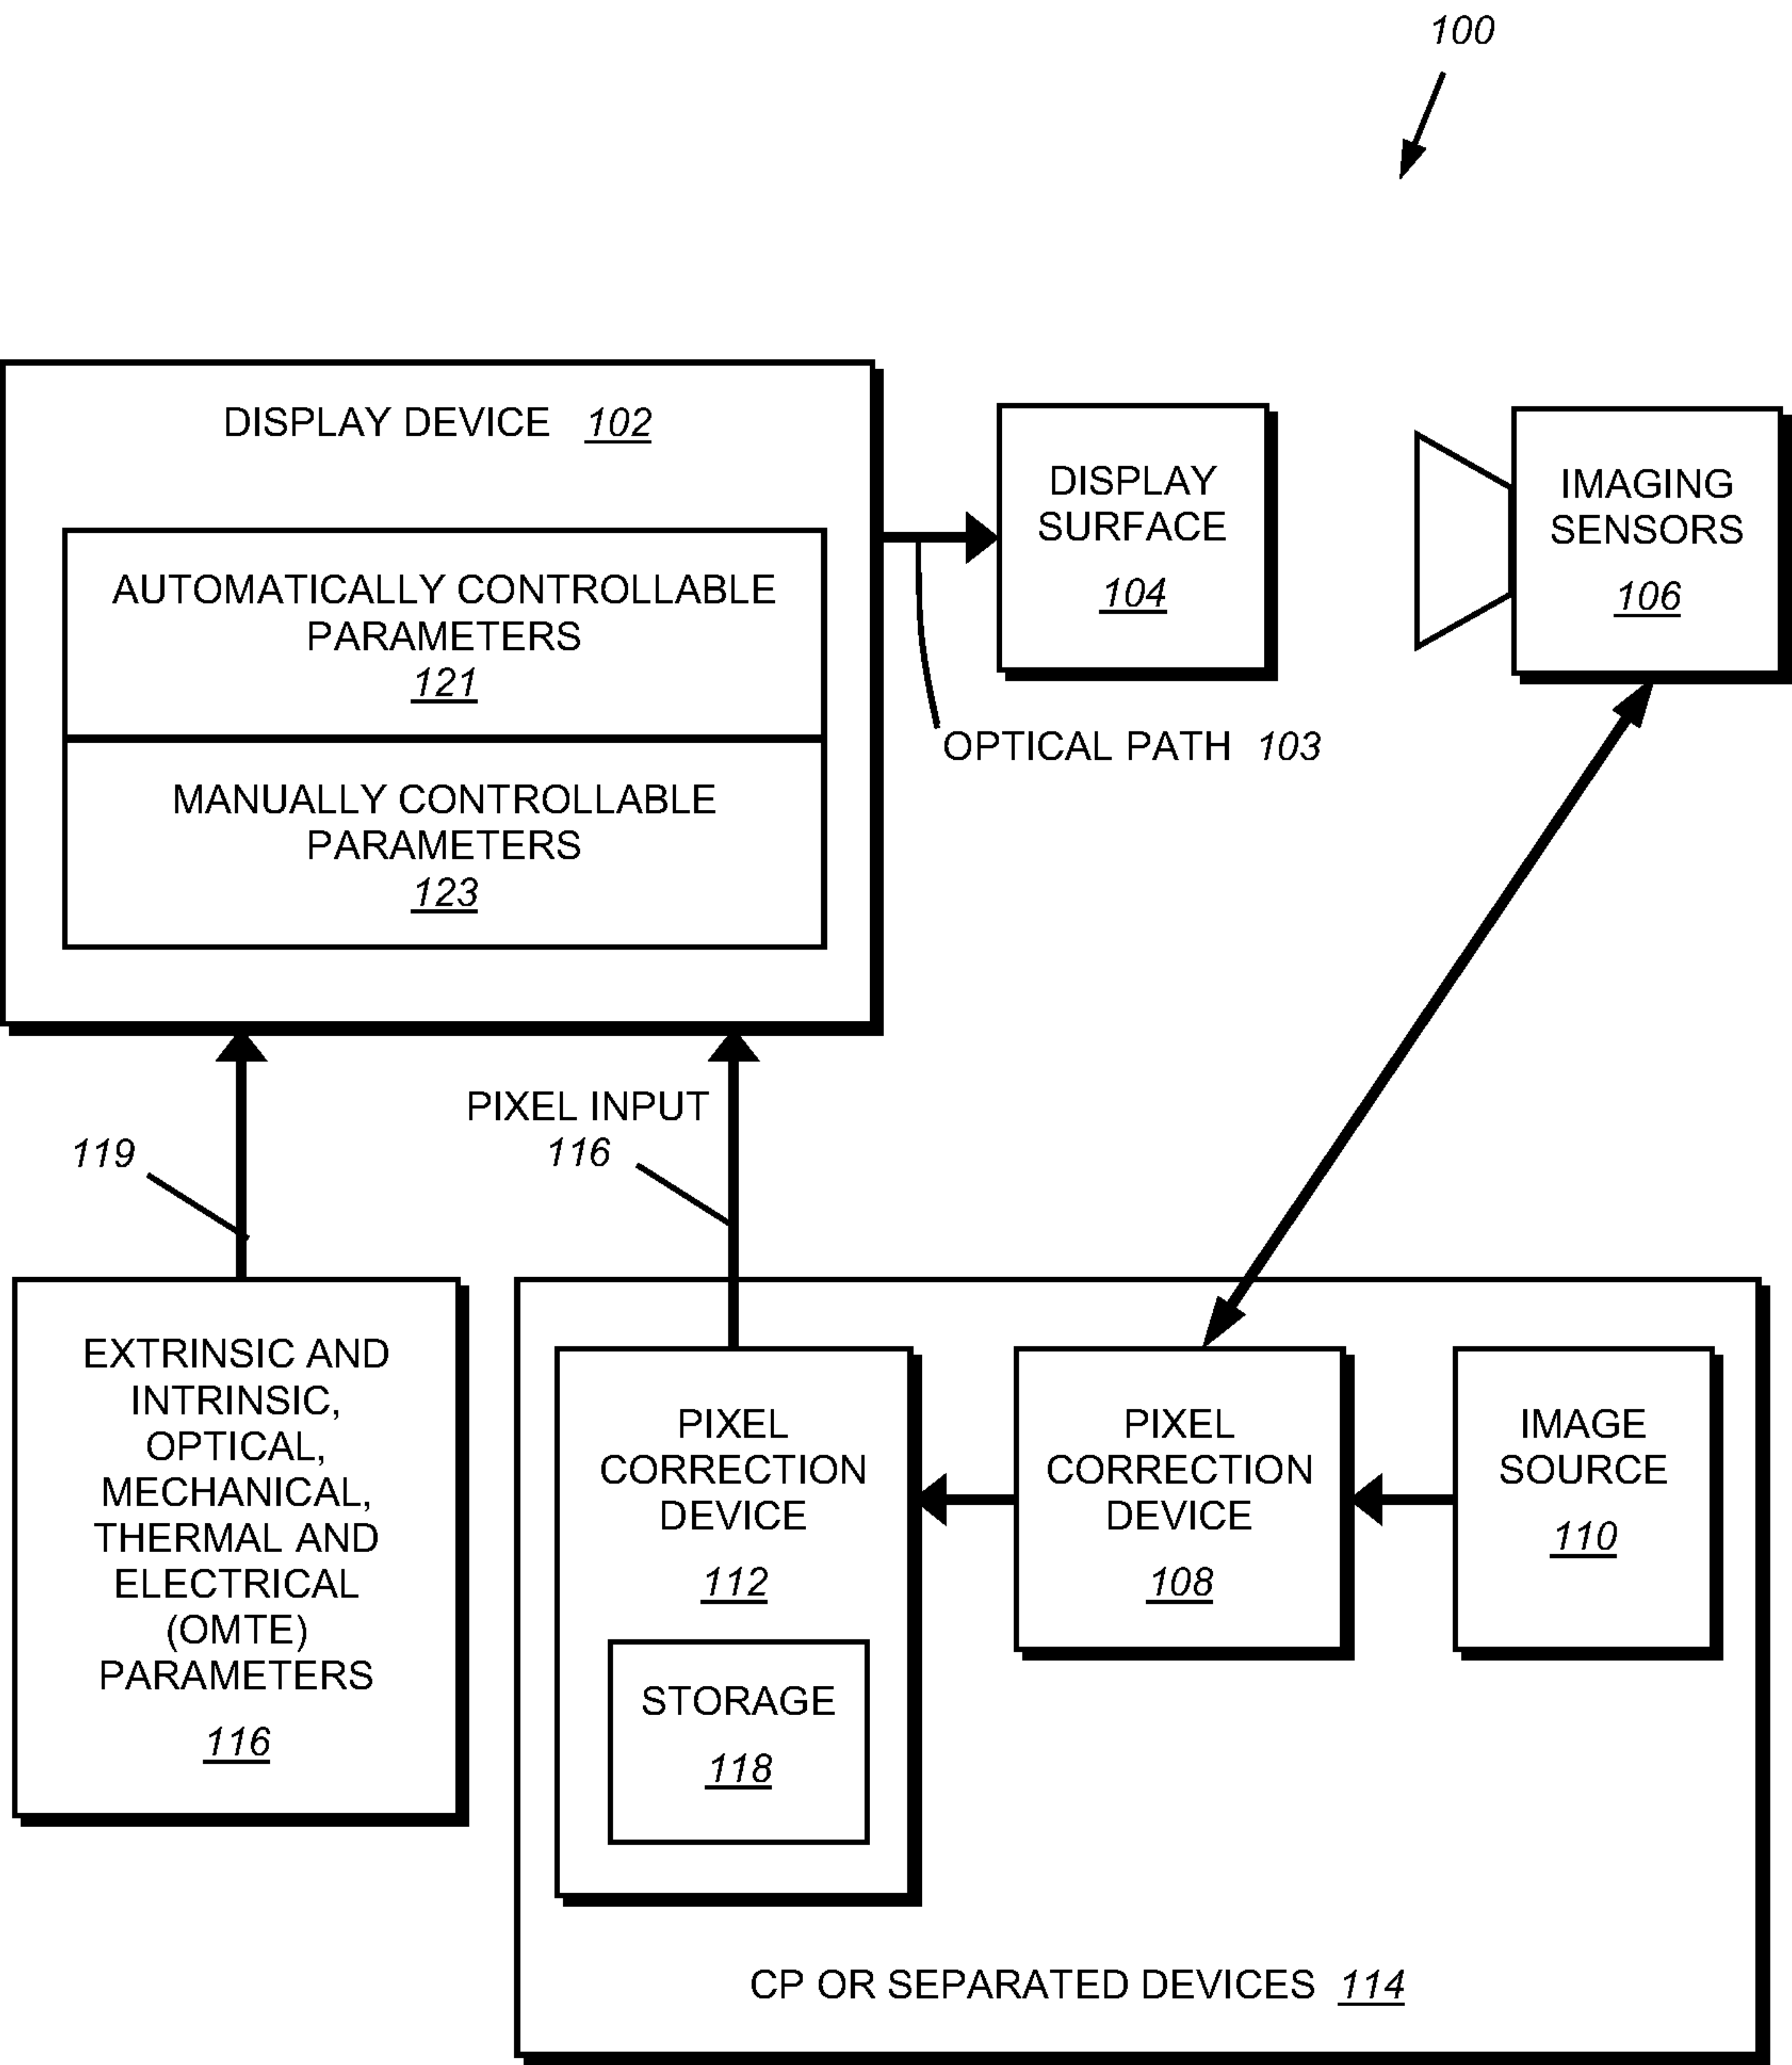 100
DISPLAY DEVICE 102
AUTOMATICALLY CONTROLLABLE
PARAMETERS
121
MANUALLY CONTROLLABLE
PARAMETERS
123
DISPLAY
SURFACE
104
IMAGING
SENSORS
106
OPTICAL PATH 103
119
PIXEL INPUT
116
EXTRINSIC AND
INTRINSIC,
OPTICAL,
MECHANICAL,
THERMAL AND
ELECTRICAL
(OMTE)
PARAMETERS
116
PIXEL
CORRECTION
DEVICE
112
STORAGE
118
PIXEL
CORRECTION
DEVICE
108
IMAGE
SOURCE
110
CP OR SEPARATED DEVICES 114